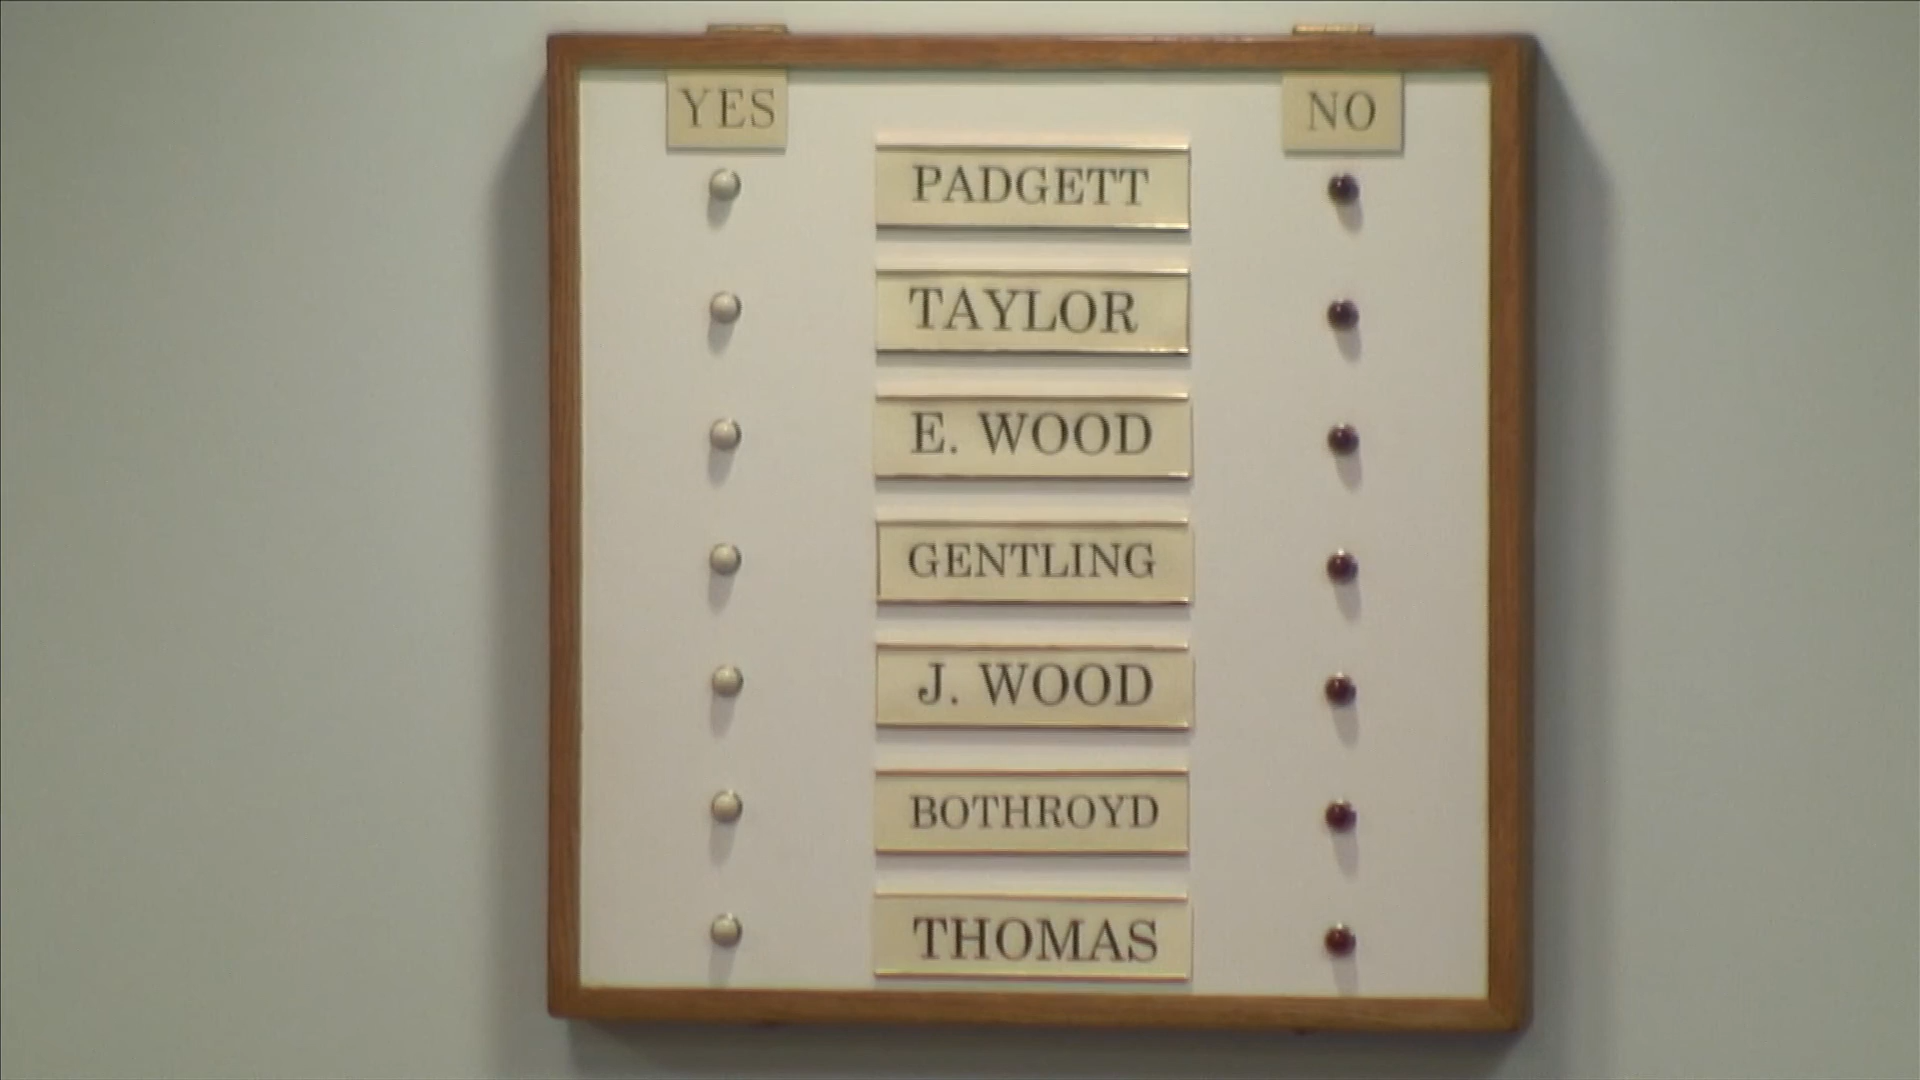 YES NO
PADGETT
TAYLOR
E. WOOD
GENTLING
J. WOOD
BOTHROYD
THOMAS